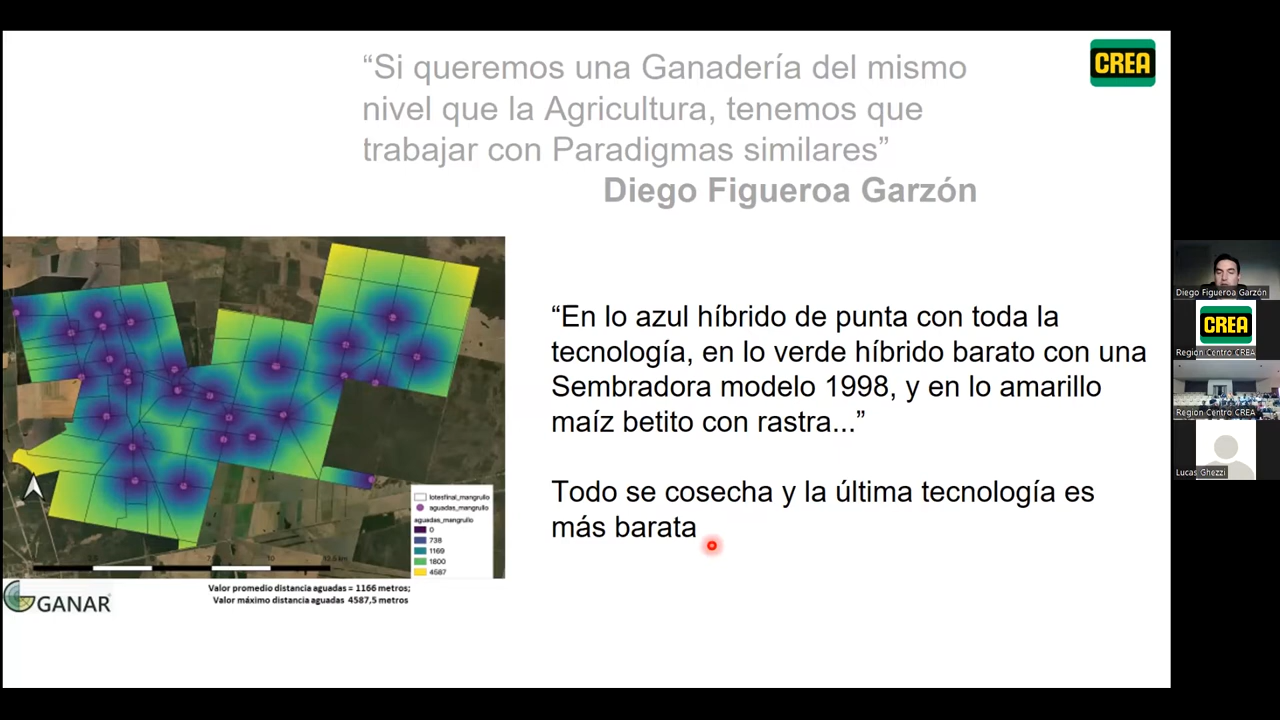 “Si queremos una Ganadería del mismo
nivel que la Agricultura, tenemos que
trabajar con Paradigmas similares”
Diego Figueroa Garzón
CREA
“En lo azul híbrido de punta con toda la
tecnología, en lo verde híbrido barato con una
Sembradora modelo 1998, y en lo amarillo
maíz betito con rastra...”
Todo se cosecha y la última tecnología es
más barata
lotesfinal_mangrullo
aguadas_mangrullo
aguadas_mangrullo
0
738
1169
1800
4587
Valor promedio distancia aguadas = 1166 metros;
Valor máximo distancia aguadas 4587,5 metros
GANAR
Diego Figueroa Garzón
CREA
Region Centro CREA
Region Centro CREA
Lucas Ghezzi